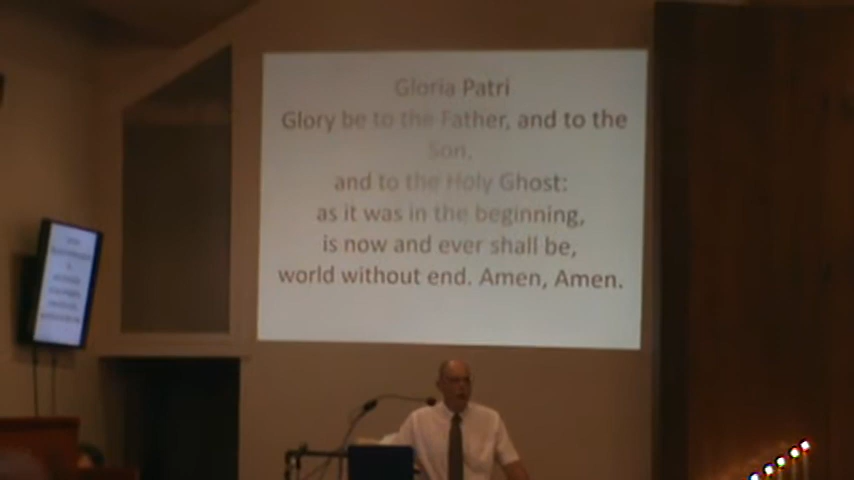 Gloria Patri
Glory be to the Father, and to the
Son,
and to the Holy Ghost:
as it was in the beginning,
is now and ever shall be,
world without end. Amen, Amen.